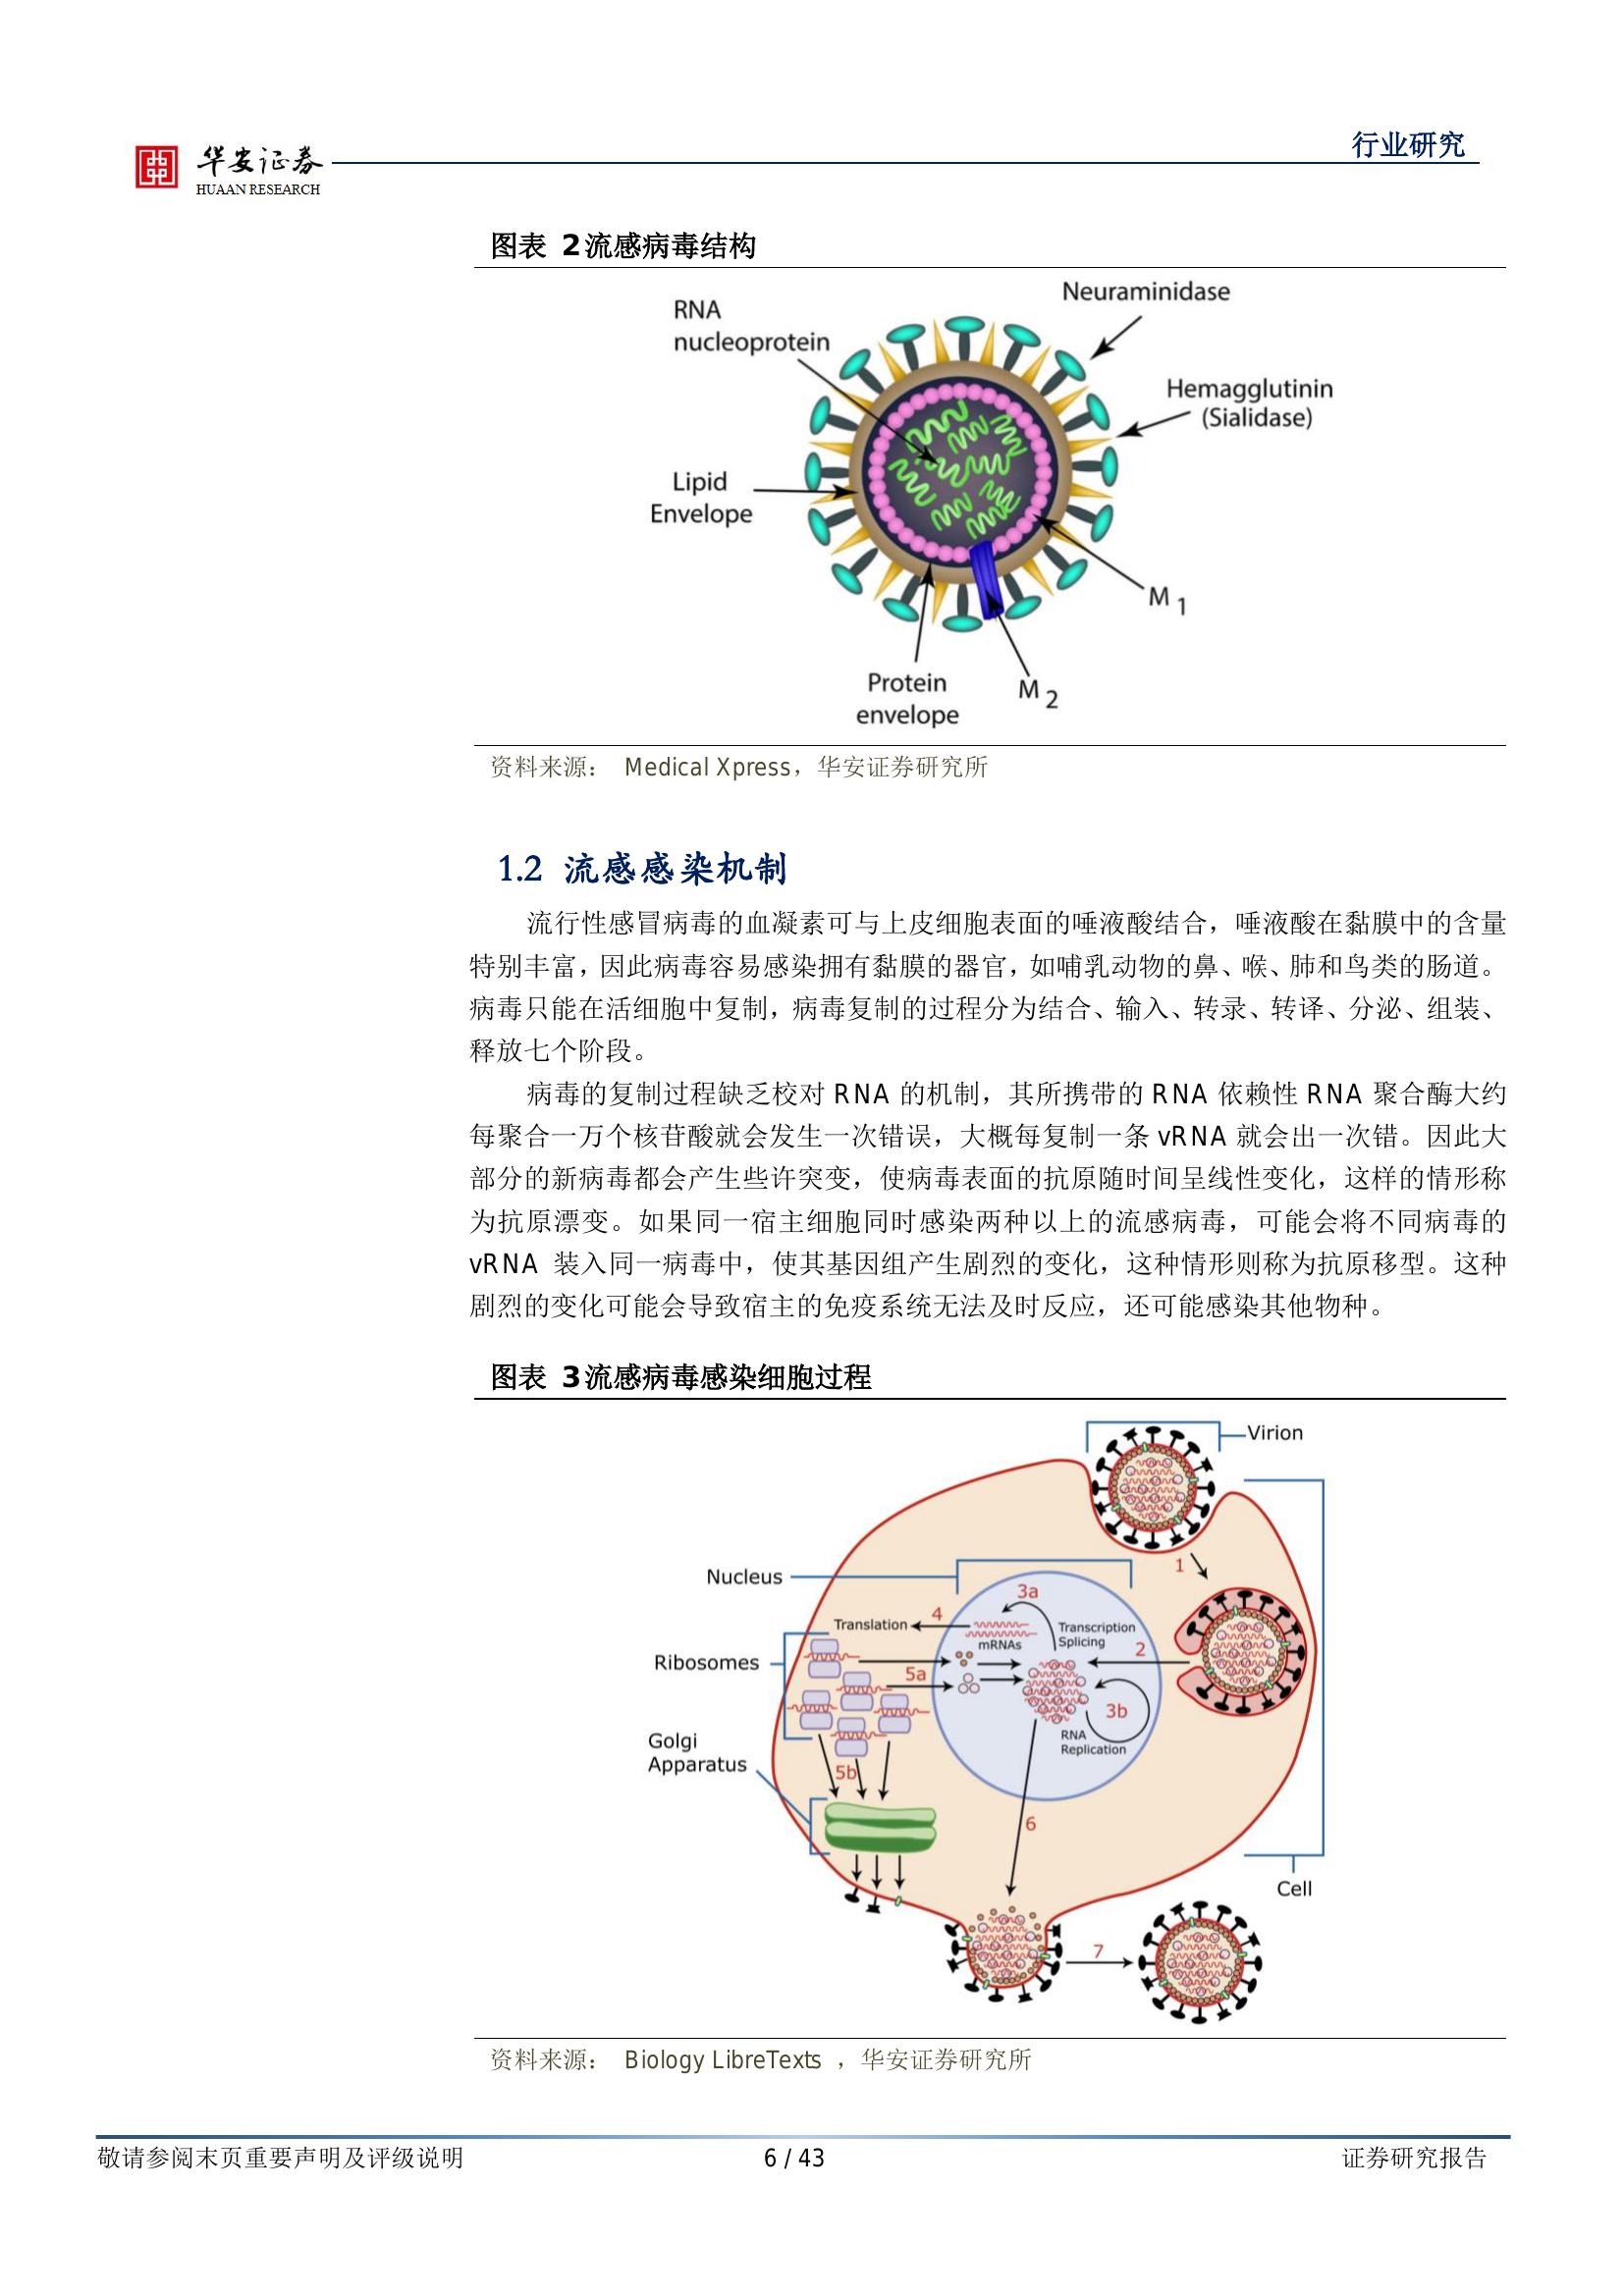 华安证券
HUAAN RESEARCH
行业研究
图表 2 流感病毒结构
RNA
nucleoprotein
Neuraminidase
Hemagglutinin
(Sialidase)
Lipid
Envelope
M 1
Protein
envelope
M 2
资料来源： Medical Xpress，华安证券研究所
1.2 流感感染机制
流行性感冒病毒的血凝素可与上皮细胞表面的唾液酸结合，唾液酸在黏膜中的含量
特别丰富，因此病毒容易感染拥有黏膜的器官，如哺乳动物的鼻、喉、肺和鸟类的肠道。
病毒只能在活细胞中复制，病毒复制的过程分为结合、输入、转录、转译、分泌、组装、
释放七个阶段。
病毒的复制过程缺乏校对 RNA 的机制，其所携带的 RNA 依赖性 RNA 聚合酶大约
每聚合一万个核苷酸就会发生一次错误，大概每复制一条 vRNA 就会出一次错。因此大
部分的新病毒都会产生些许突变，使病毒表面的抗原随时间呈线性变化，这样的情形称
为抗原漂变。如果同一宿主细胞同时感染两种以上的流感病毒，可能会将不同病毒的
vRNA 装入同一病毒中，使其基因组产生剧烈的变化，这种情形则称为抗原移型。这种
剧烈的变化可能会导致宿主的免疫系统无法及时反应，还可能感染其他物种。
图表 3 流感病毒感染细胞过程
Virion
1
Nucleus
3a
4
Translation
mRNAs
Transcription
Splicing
2
Ribosomes
5a
3b
RNA
Replication
Golgi
Apparatus
5b
6
Cell
7
资料来源： Biology LibreTexts ，华安证券研究所
敬请参阅末页重要声明及评级说明
6 / 43
证券研究报告